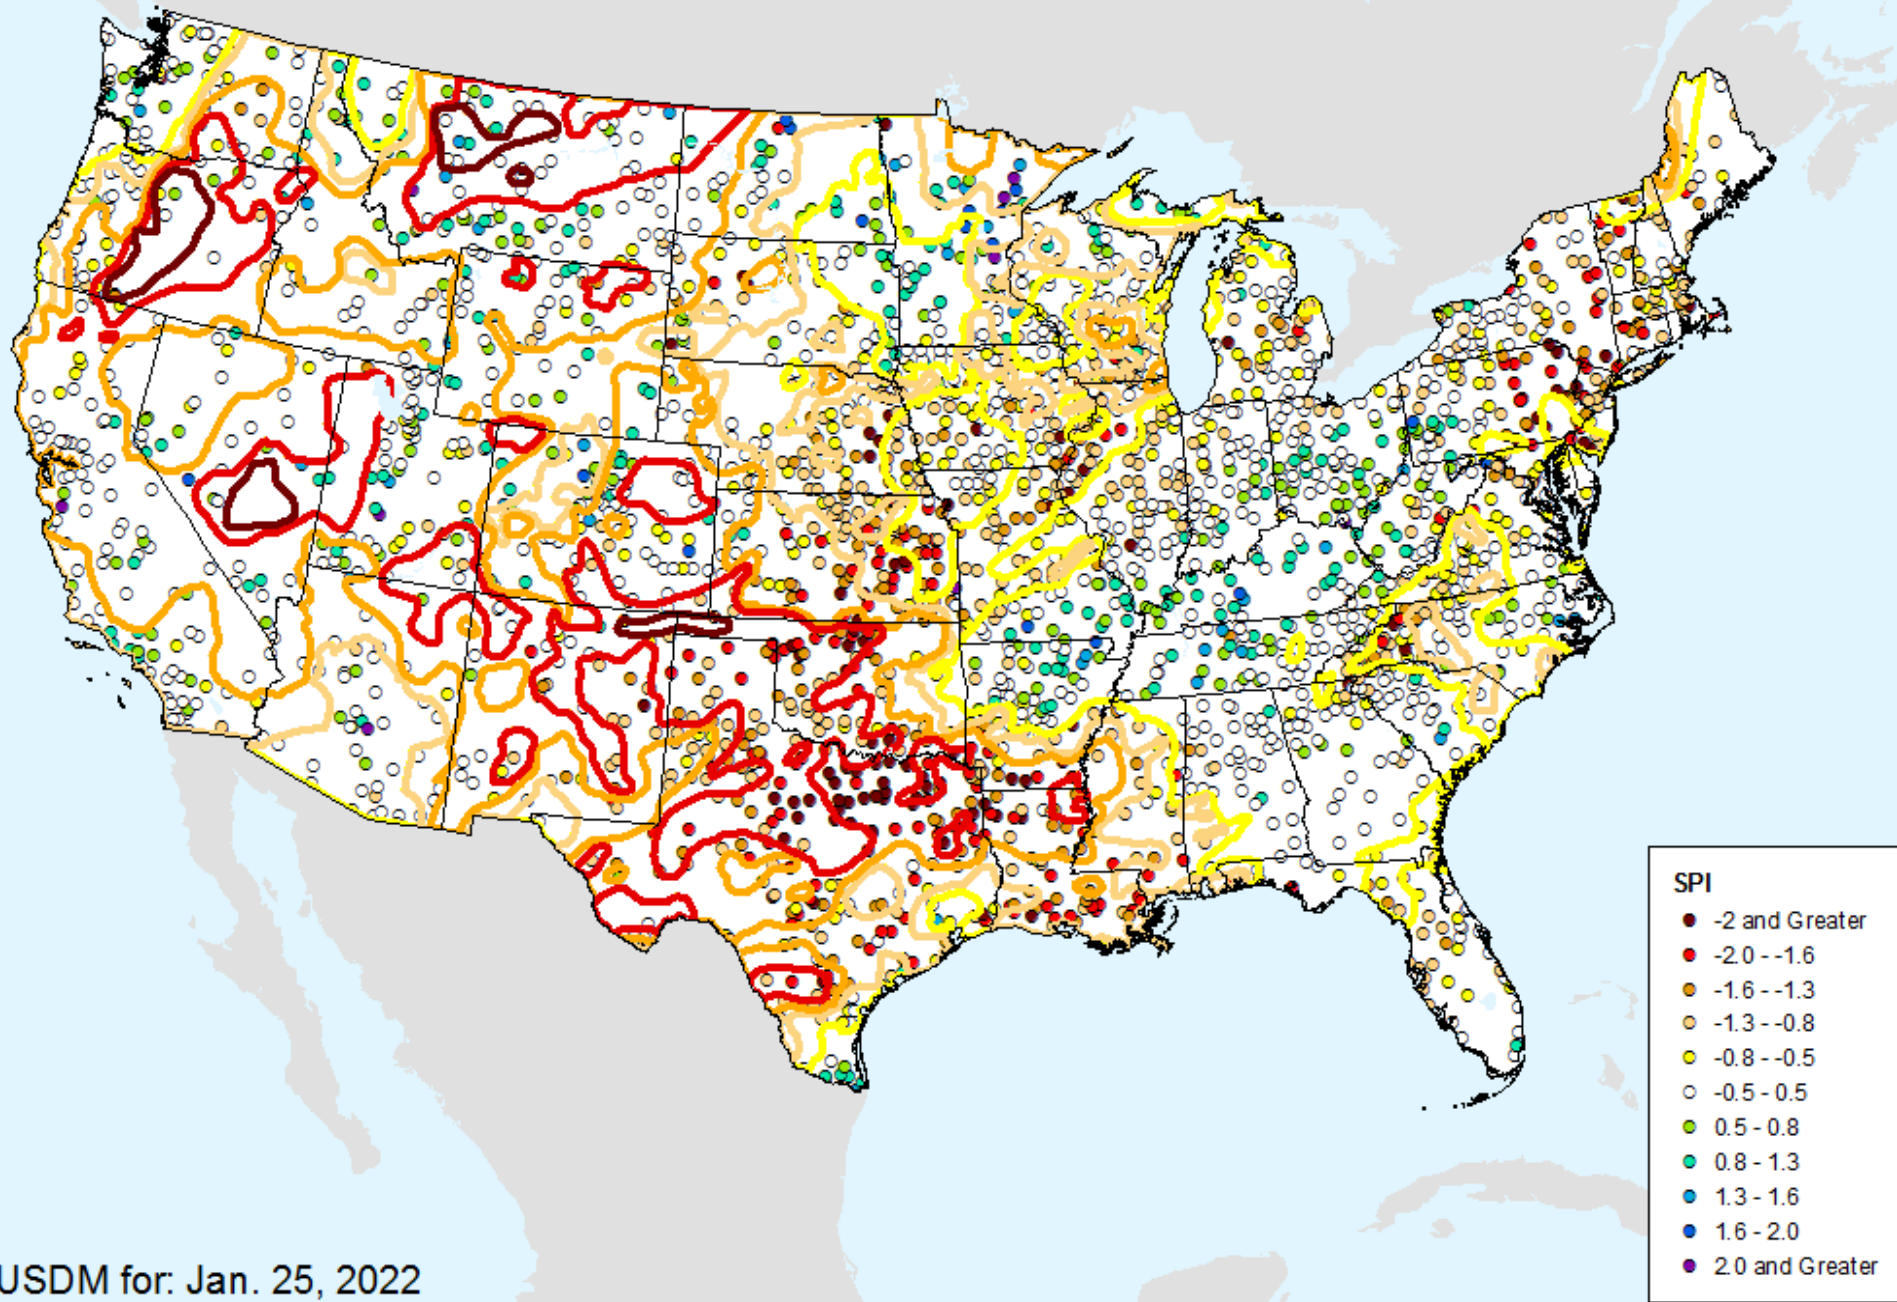 SPI
-2 and Greater
-2.0 - -1.6
-1.6 - -1.3
-1.3 - -0.8
-0.8 - -0.5
-0.5 - 0.5
0.5 - 0.8
0.8 - 1.3
1.3 - 1.6
1.6 - 2.0
2.0 and Greater
USDM for: Jan. 25, 2022